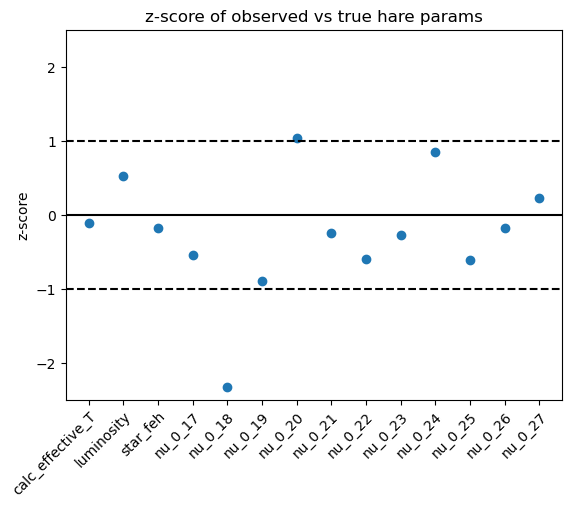 z-score of observed vs true hare params
z-score
2
1
0
−1
−2
calc_effective_T
luminosity
star_feh
nu_0_17
nu_0_18
nu_0_19
nu_0_20
nu_0_21
nu_0_22
nu_0_23
nu_0_24
nu_0_25
nu_0_26
nu_0_27